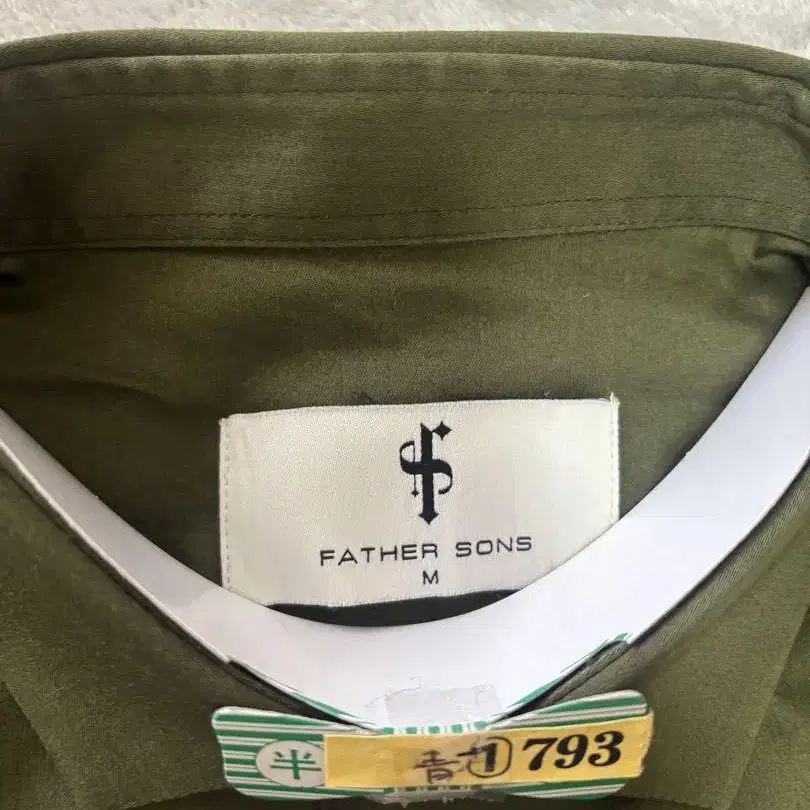 FATHER SONS
M
半
青 ① 793